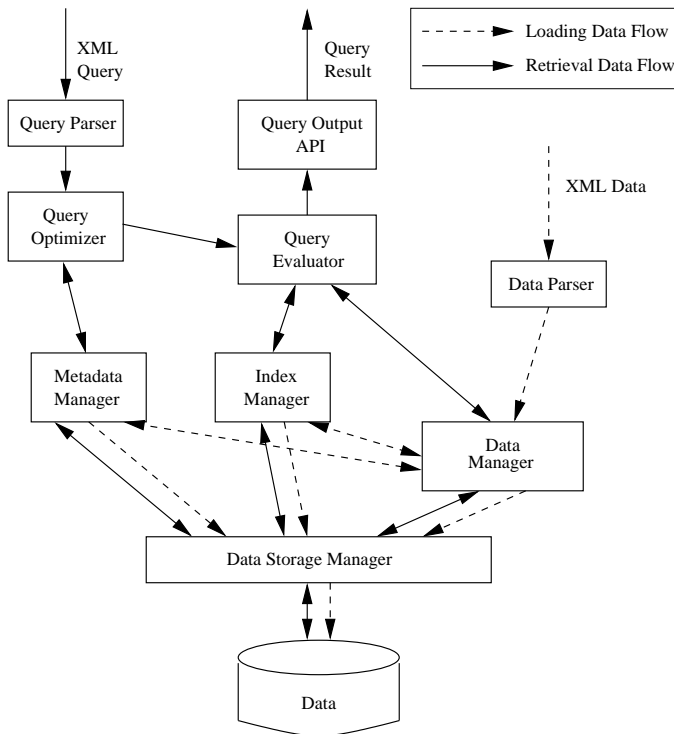 XML
Query
Query
Result
Loading Data Flow
Retrieval Data Flow
Query Parser
Query Output
API
XML Data
Query
Optimizer
Query
Evaluator
Data Parser
Metadata
Manager
Index
Manager
Data
Manager
Data Storage Manager
Data